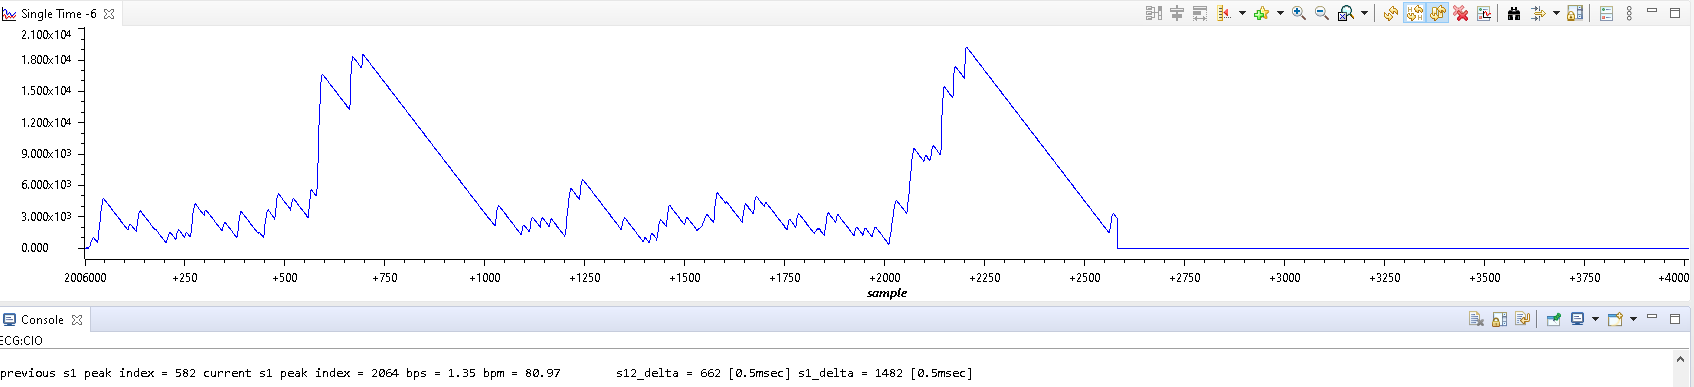 Single Time -6
2.100x10⁴
1.800x10⁴
1.500x10⁴
1.200x10⁴
9.000x10³
6.000x10³
3.000x10³
0.000
2006000 +250 +500 +750 +1000 +1250 +1500 +1750 +2000 +2250 +2500 +2750 +3000 +3250 +3500 +3750 +4000
sample
Console
ECG:CIO
previous s1 peak index = 582 current s1 peak index = 2064 bps = 1.35 bpm = 80.97 s12_delta = 662 [0.5msec] s1_delta = 1482 [0.5msec]